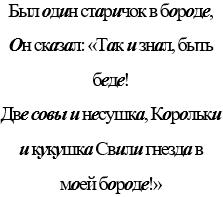 Был один старичок в бороде,
Он сказал: «Так и знал, быть
беде!
Две совы и несушка, Корольки
и кукушка Свили гнезда в
моей бороде!»